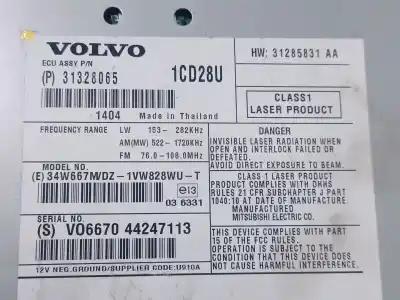 VOLVO
ECU ASSY P/N
(P) 31328065
1CD28U
1404 Made in Thailand
HW: 31285831 AA
CLASS1
LASER PRODUCT
FREQUENCY RANGE LW 153- 282KHz
AM(MW) 522- 1720KHz
FM 76.0-108.0MHz
MODEL NO.
(E) 34W667M/DZ-1VW828WU-T
e13
03 6331
SERIAL NO.
(S) VO6670 44247113
12V NEG.GROUND/SUPPLIER CODE:U910A
DANGER
INVISIBLE LASER RADIATION WHEN
OPEN AND INTERLOCK FAILED OR
DEFEATED.
AVOID DIRECT EXPOSURE TO BEAM.
CLASS 1 LASER PRODUCT
PRODUCT COMPLIES WITH DHHS
RULES 21 CFR SUBCHAPTER J PART
1040:10 AT DATE OF MANUFACTURE.
MANUFACTURED
MITSUBISHI ELECTRIC CO.
THIS DEVICE COMPLIES WITH PART
15 OF THE FCC RULES.
OPERATION IS SUBJECT TO THE
CONDITION THAT THIS DEVICE DOES
NOT CAUSE